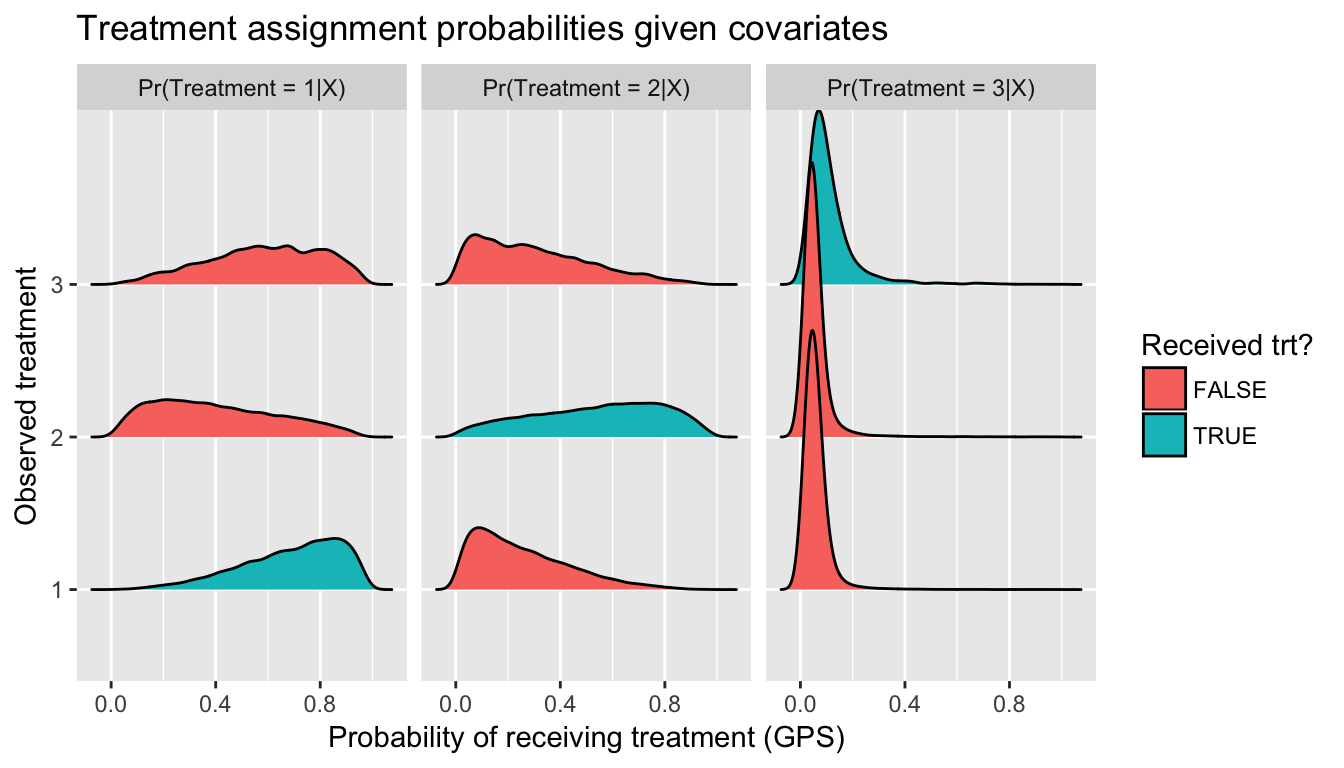 Treatment assignment probabilities given covariates
Pr(Treatment = 1|X)
Pr(Treatment = 2|X)
Pr(Treatment = 3|X)
Observed treatment
3
2
1
0.0 0.4 0.8
0.0 0.4 0.8
0.0 0.4 0.8
Probability of receiving treatment (GPS)
Received trt?
FALSE
TRUE